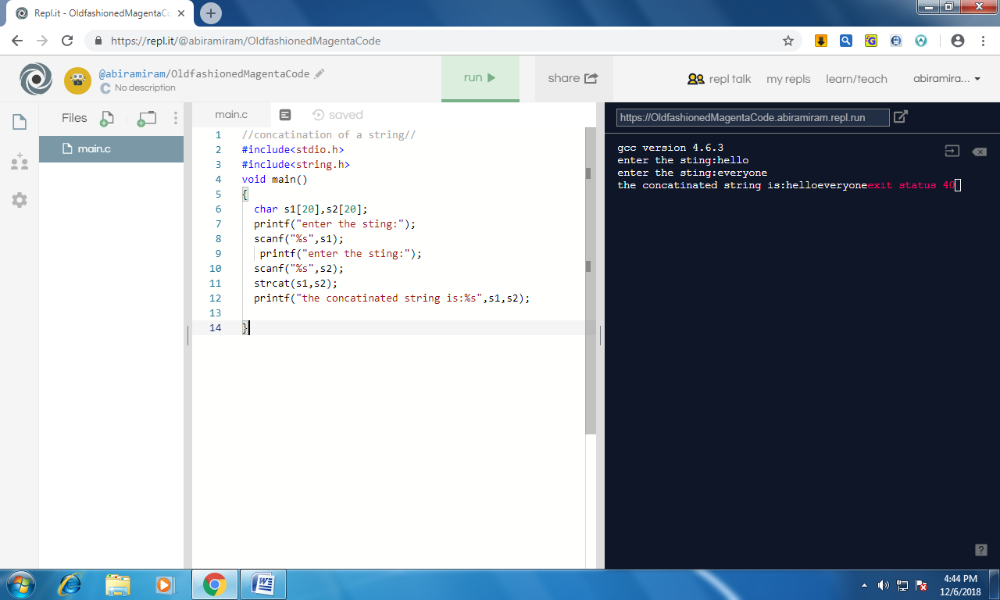 Repl.it - OldfashionedMagentaCo
https://repl.it/@abiramiram/OldfashionedMagentaCode
@abiramiram/OldfashionedMagentaCode
No description
run
share
repl talk
my repls
learn/teach
abiramira...
Files
main.c
saved
https://OldfashionedMagentaCode.abiramiram.repl.run
main.c
1 //concatination of a string//
2 #include<stdio.h>
3 #include<string.h>
4 void main()
5 {
6 char s1[20],s2[20];
7 printf("enter the sting:");
8 scanf("%s",s1);
9 printf("enter the sting:");
10 scanf("%s",s2);
11 strcat(s1,s2);
12 printf("the concatinated string is:%s",s1,s2);
13
14 }
gcc version 4.6.3
enter the sting:hello
enter the sting:everyone
the concatinated string is:helloeveryoneexit status 40
?
4:44 PM
12/6/2018